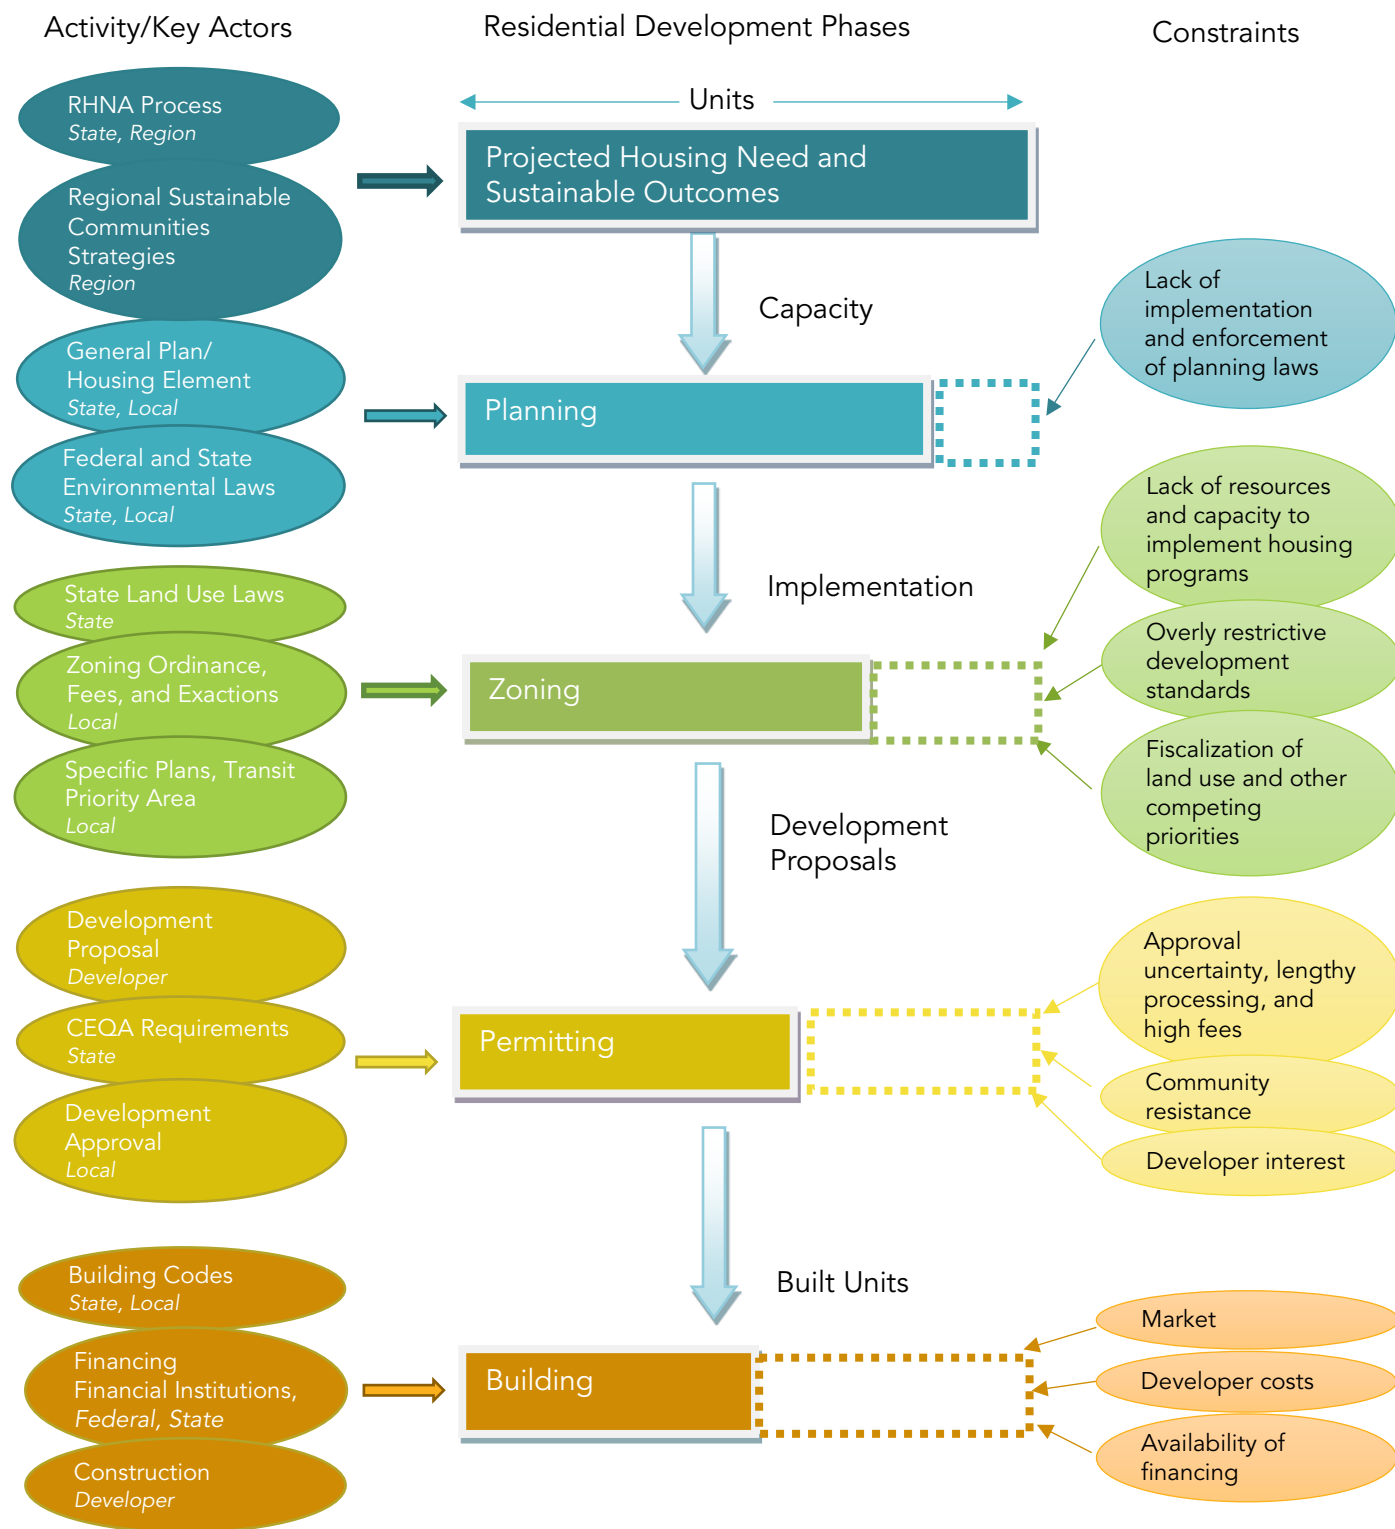 Activity/Key Actors
Residential Development Phases
Constraints
Units
RHNA Process
State, Region
Regional Sustainable
Communities
Strategies
Region
Projected Housing Need and
Sustainable Outcomes
Capacity
General Plan/
Housing Element
State, Local
Federal and State
Environmental Laws
State, Local
Planning
Lack of
implementation
and enforcement
of planning laws
Implementation
State Land Use Laws
State
Zoning Ordinance,
Fees, and Exactions
Local
Specific Plans, Transit
Priority Area
Local
Zoning
Lack of resources
and capacity to
implement housing
programs
Overly restrictive
development
standards
Fiscalization of
land use and other
competing
priorities
Development
Proposals
Development
Proposal
Developer
CEQA Requirements
State
Development
Approval
Local
Permitting
Approval
uncertainty, lengthy
processing, and
high fees
Community
resistance
Developer interest
Built Units
Building Codes
State, Local
Financing
Financial Institutions,
Federal, State
Construction
Developer
Building
Market
Developer costs
Availability of
financing